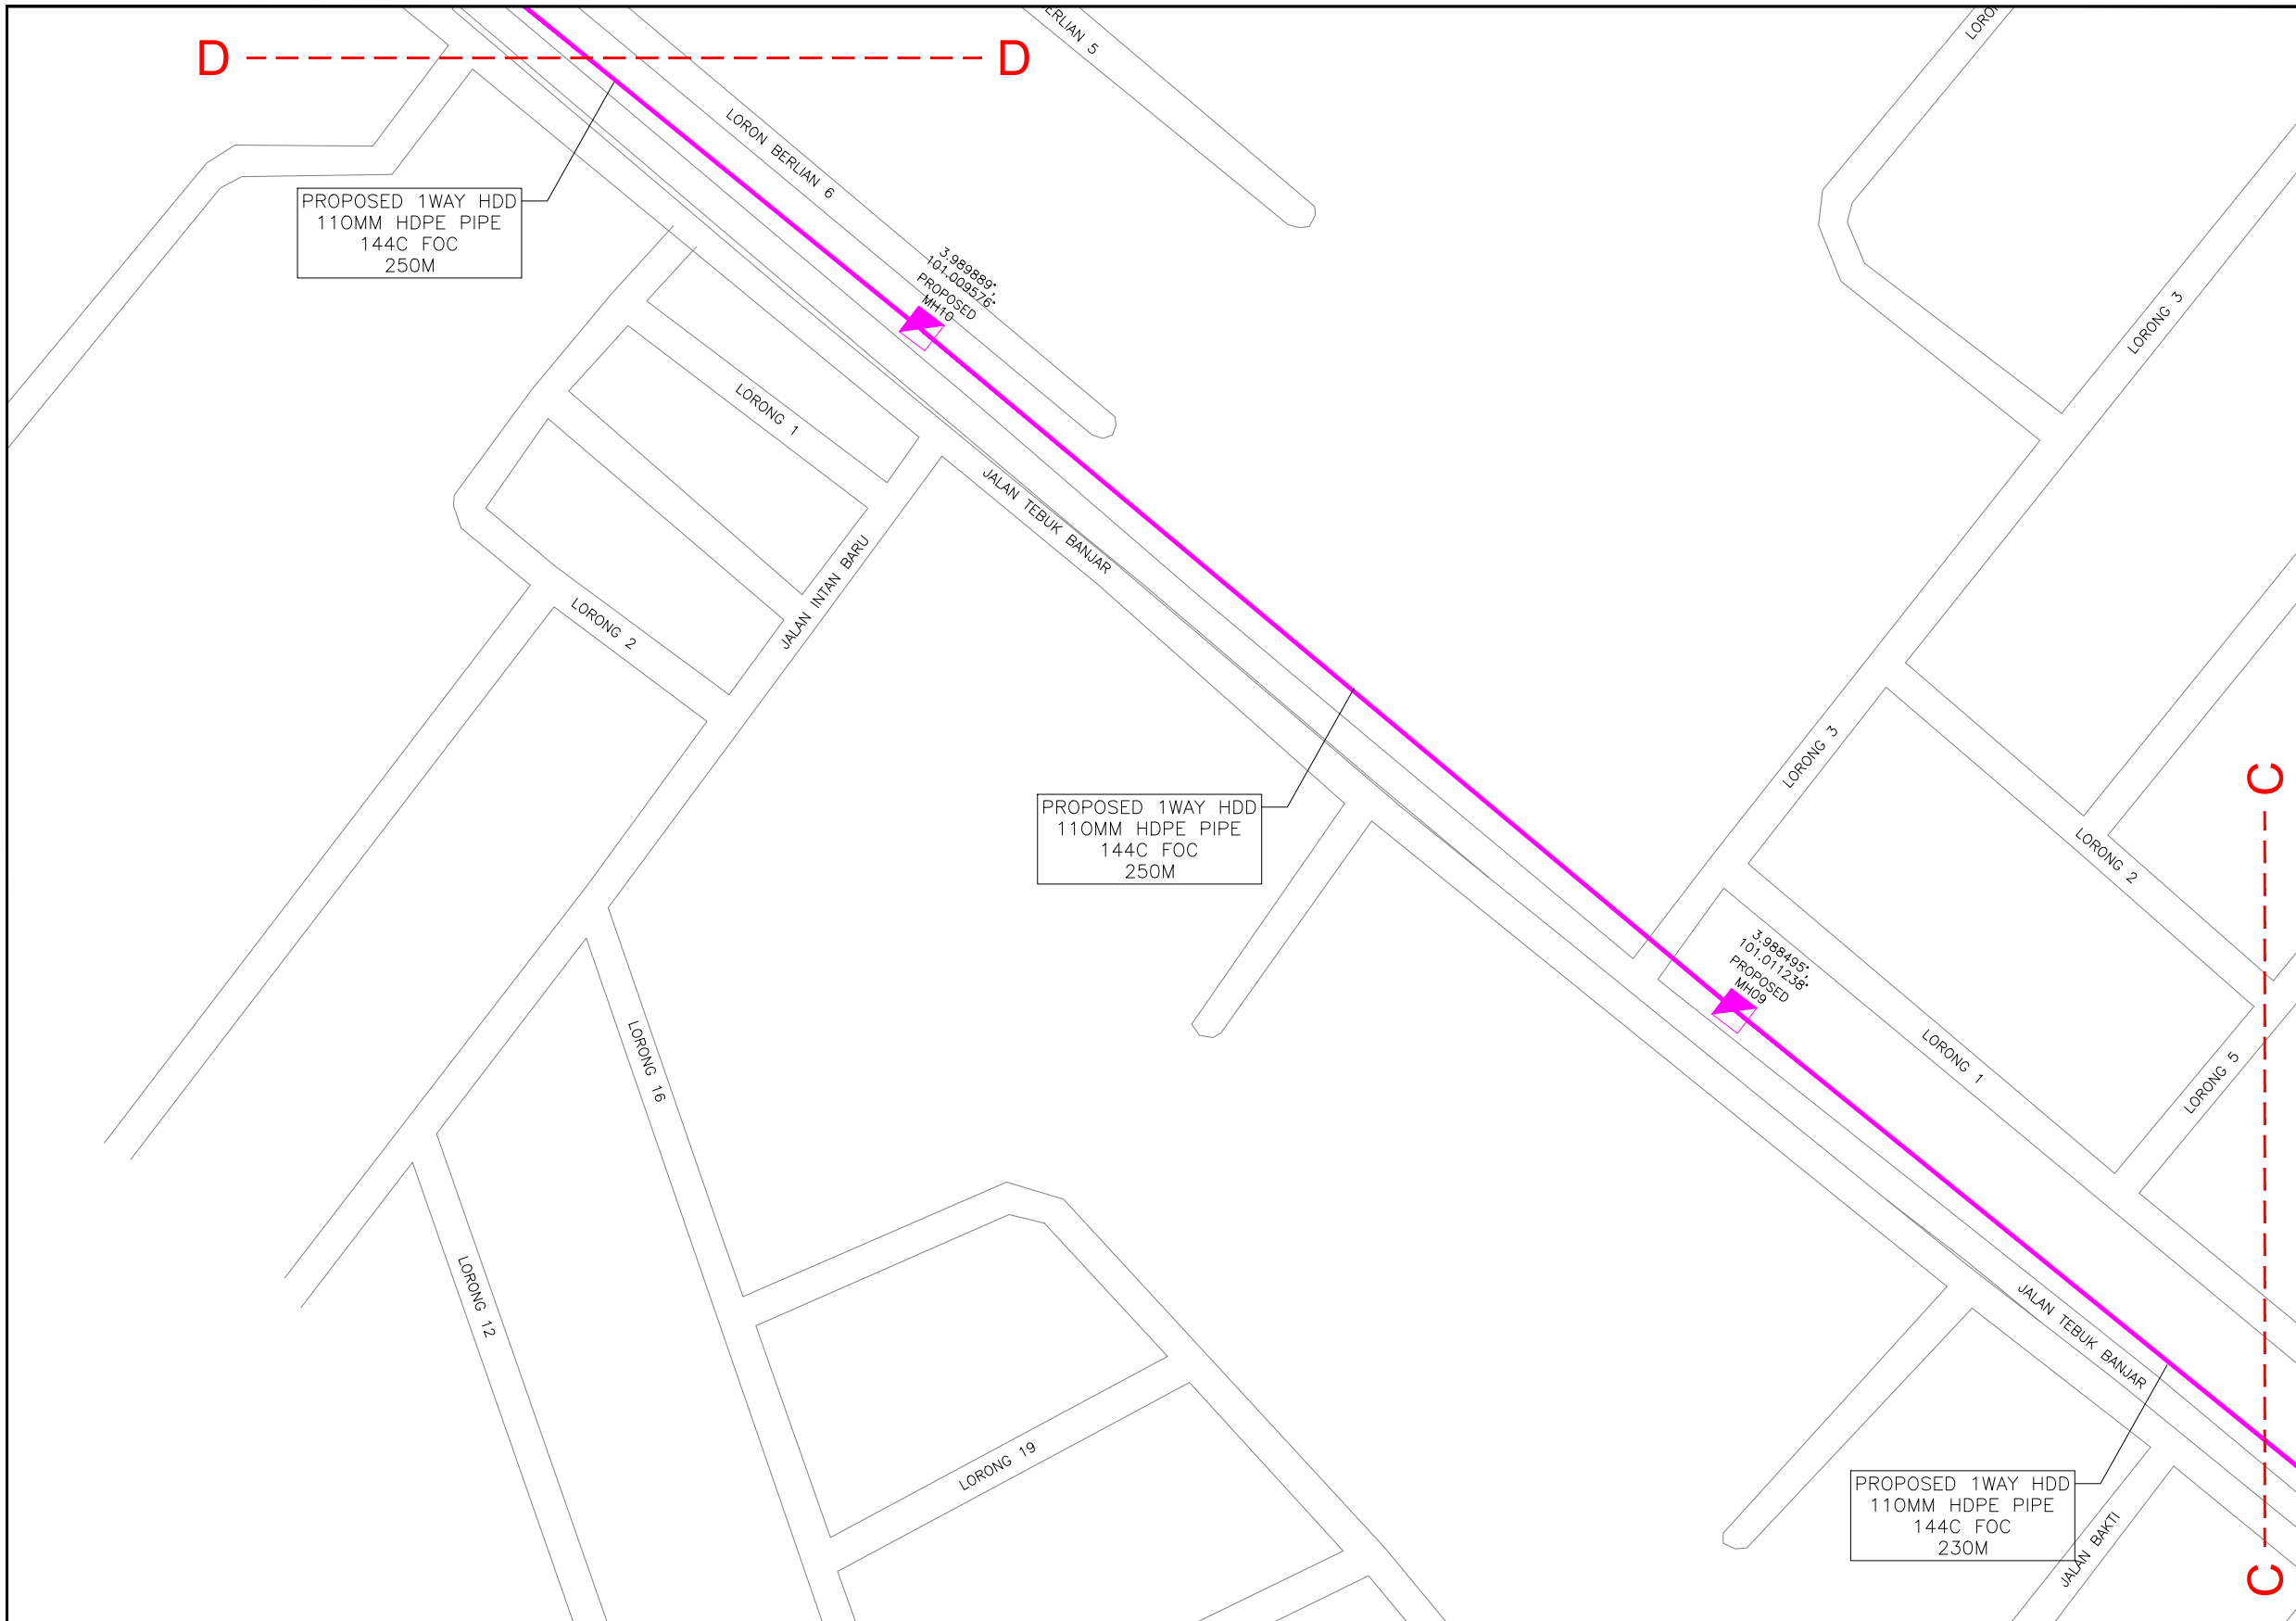 D
D
ERLIAN 5
LORON BERLIAN 6
PROPOSED 1WAY HDD
110MM HDPE PIPE
144C FOC
250M
3.989889°,
101.009576°
PROPOSED
MH10
LORONG 3
LORONG 1
JALAN TEBUK BANJAR
JALAN INTAN BARU
LORONG 2
LORONG 3
PROPOSED 1WAY HDD
110MM HDPE PIPE
144C FOC
250M
C
LORONG 2
3.988495°,
101.011238°
PROPOSED
MH09
LORONG 1
LORONG 5
LORONG 16
LORONG 12
JALAN TEBUK BANJAR
LORONG 19
PROPOSED 1WAY HDD
110MM HDPE PIPE
144C FOC
230M
JALAN BAKTI
C